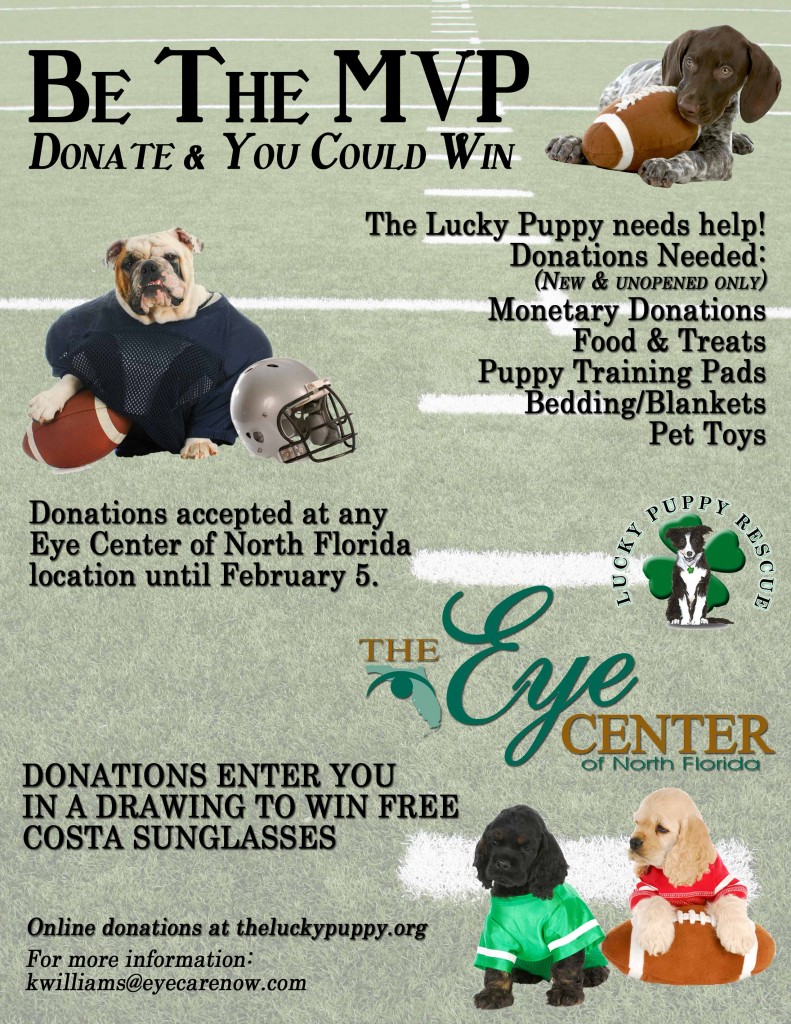 BE THE MVP
DONATE & YOU COULD WIN
The Lucky Puppy needs help!
Donations Needed:
(NEW & UNOPENED ONLY)
Monetary Donations
Food & Treats
Puppy Training Pads
Bedding/Blankets
Pet Toys
Donations accepted at any
Eye Center of North Florida
location until February 5.
LUCKY PUPPY RESCUE
THE Eye
CENTER
of North Florida
DONATIONS ENTER YOU
IN A DRAWING TO WIN FREE
COSTA SUNGLASSES
Online donations at theluckypuppy.org
For more information:
kwilliams@eyecarenow.com